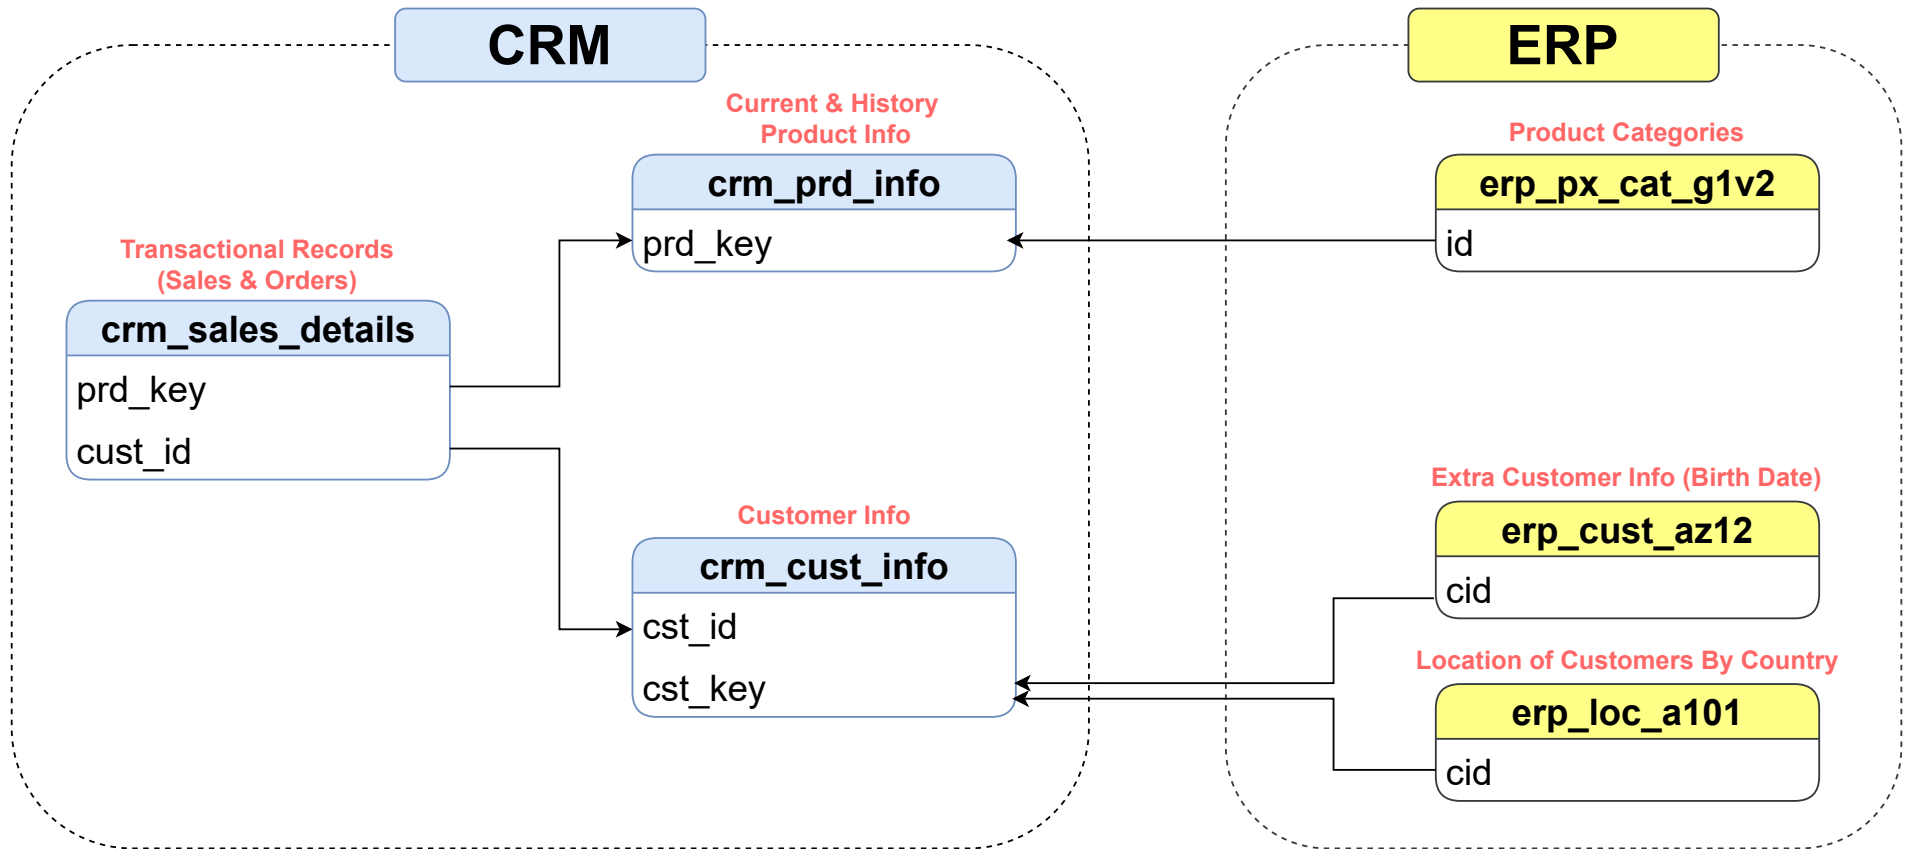 CRM
Current & History
Product Info
crm_prd_info
prd_key
Transactional Records
(Sales & Orders)
crm_sales_details
prd_key
cust_id
Customer Info
crm_cust_info
cst_id
cst_key
ERP
Product Categories
erp_px_cat_g1v2
id
Extra Customer Info (Birth Date)
erp_cust_az12
cid
Location of Customers By Country
erp_loc_a101
cid